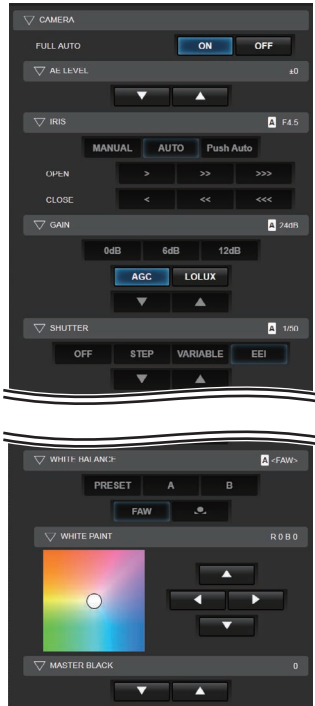 CAMERA
FULL AUTO ON OFF
AE LEVEL ±0
IRIS A F4.5
MANUAL AUTO Push Auto
OPEN > >> >>>
CLOSE < << <<<
GAIN A 24dB
0dB 6dB 12dB
AGC LOLUX
SHUTTER A 1/50
OFF STEP VARIABLE EEI
WHITE BALANCE A <FAW>
PRESET A B
FAW
WHITE PAINT R 0 B 0
MASTER BLACK 0